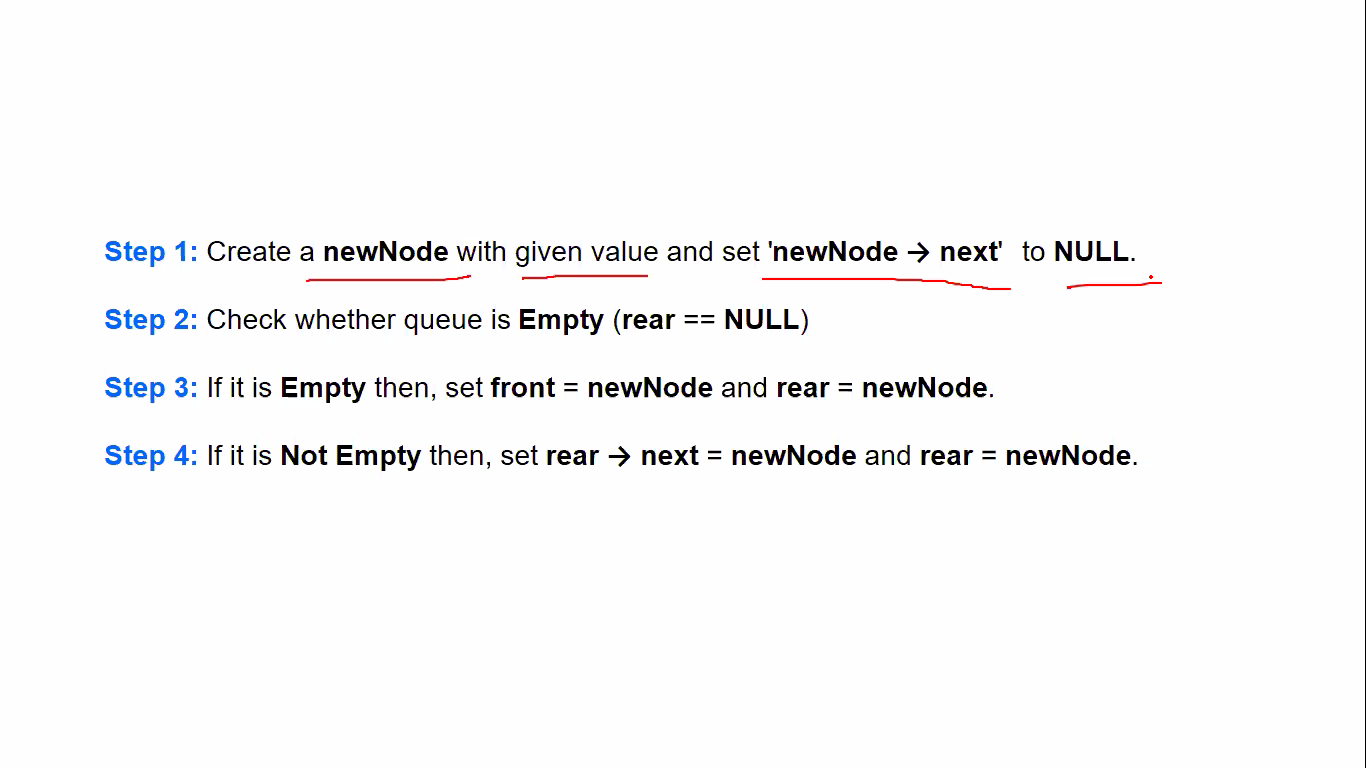 Step 1: Create a newNode with given value and set 'newNode → next' to NULL.
Step 2: Check whether queue is Empty (rear == NULL)
Step 3: If it is Empty then, set front = newNode and rear = newNode.
Step 4: If it is Not Empty then, set rear → next = newNode and rear = newNode.